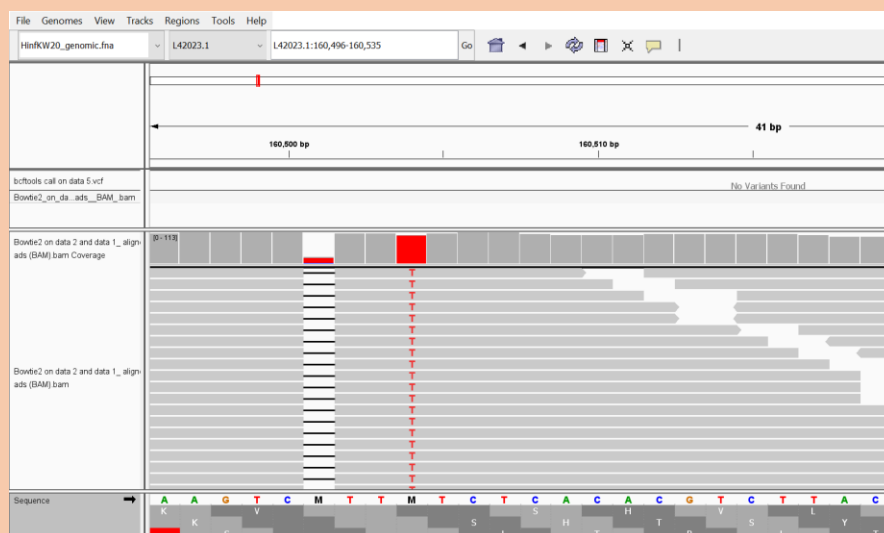 File Genomes View Tracks Regions Tools Help
HinfKW20_genomic.fna L42023.1 L42023.1:160,496-160,535 Go
41 bp
160,500 bp 160,510 bp
bcftools call on data 5.vcf
No Variants Found
Bowtie2_on_da...ads__BAM_.bam
Bowtie2 on data 2 and data 1_ align [0 - 113]
ads (BAM).bam Coverage
T
T
T
T
T
T
T
T
T
Bowtie2 on data 2 and data 1_ align
T
ads (BAM).bam
T
T
T
T
T
T
T
T
T
Sequence A A G T C M T T M T C T C A C A C G T C T T A C
K V S H V L
K S H T S Y